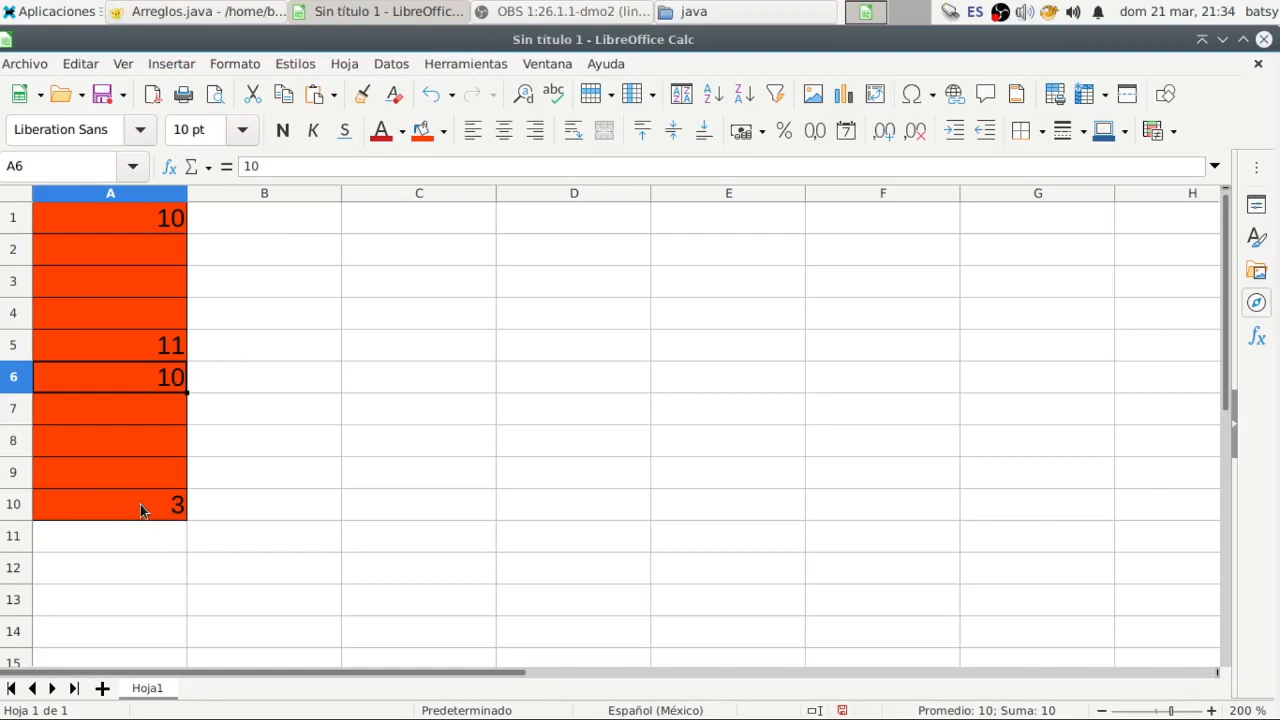 Aplicaciones
Arreglos.java - /home/b...
Sin título 1 - LibreOffic...
OBS 1:26.1.1-dmo2 (lin...
java
ES
dom 21 mar, 21:34
batsy
Sin título 1 - LibreOffice Calc
Archivo Editar Ver Insertar Formato Estilos Hoja Datos Herramientas Ventana Ayuda
Liberation Sans 10 pt N K S
A6 10
A B C D E F G H
1 10
2
3
4
5 11
6 10
7
8
9
10 3
11
12
13
14
15
Hoja1
Hoja 1 de 1 Predeterminado Español (México) Promedio: 10; Suma: 10 200 %